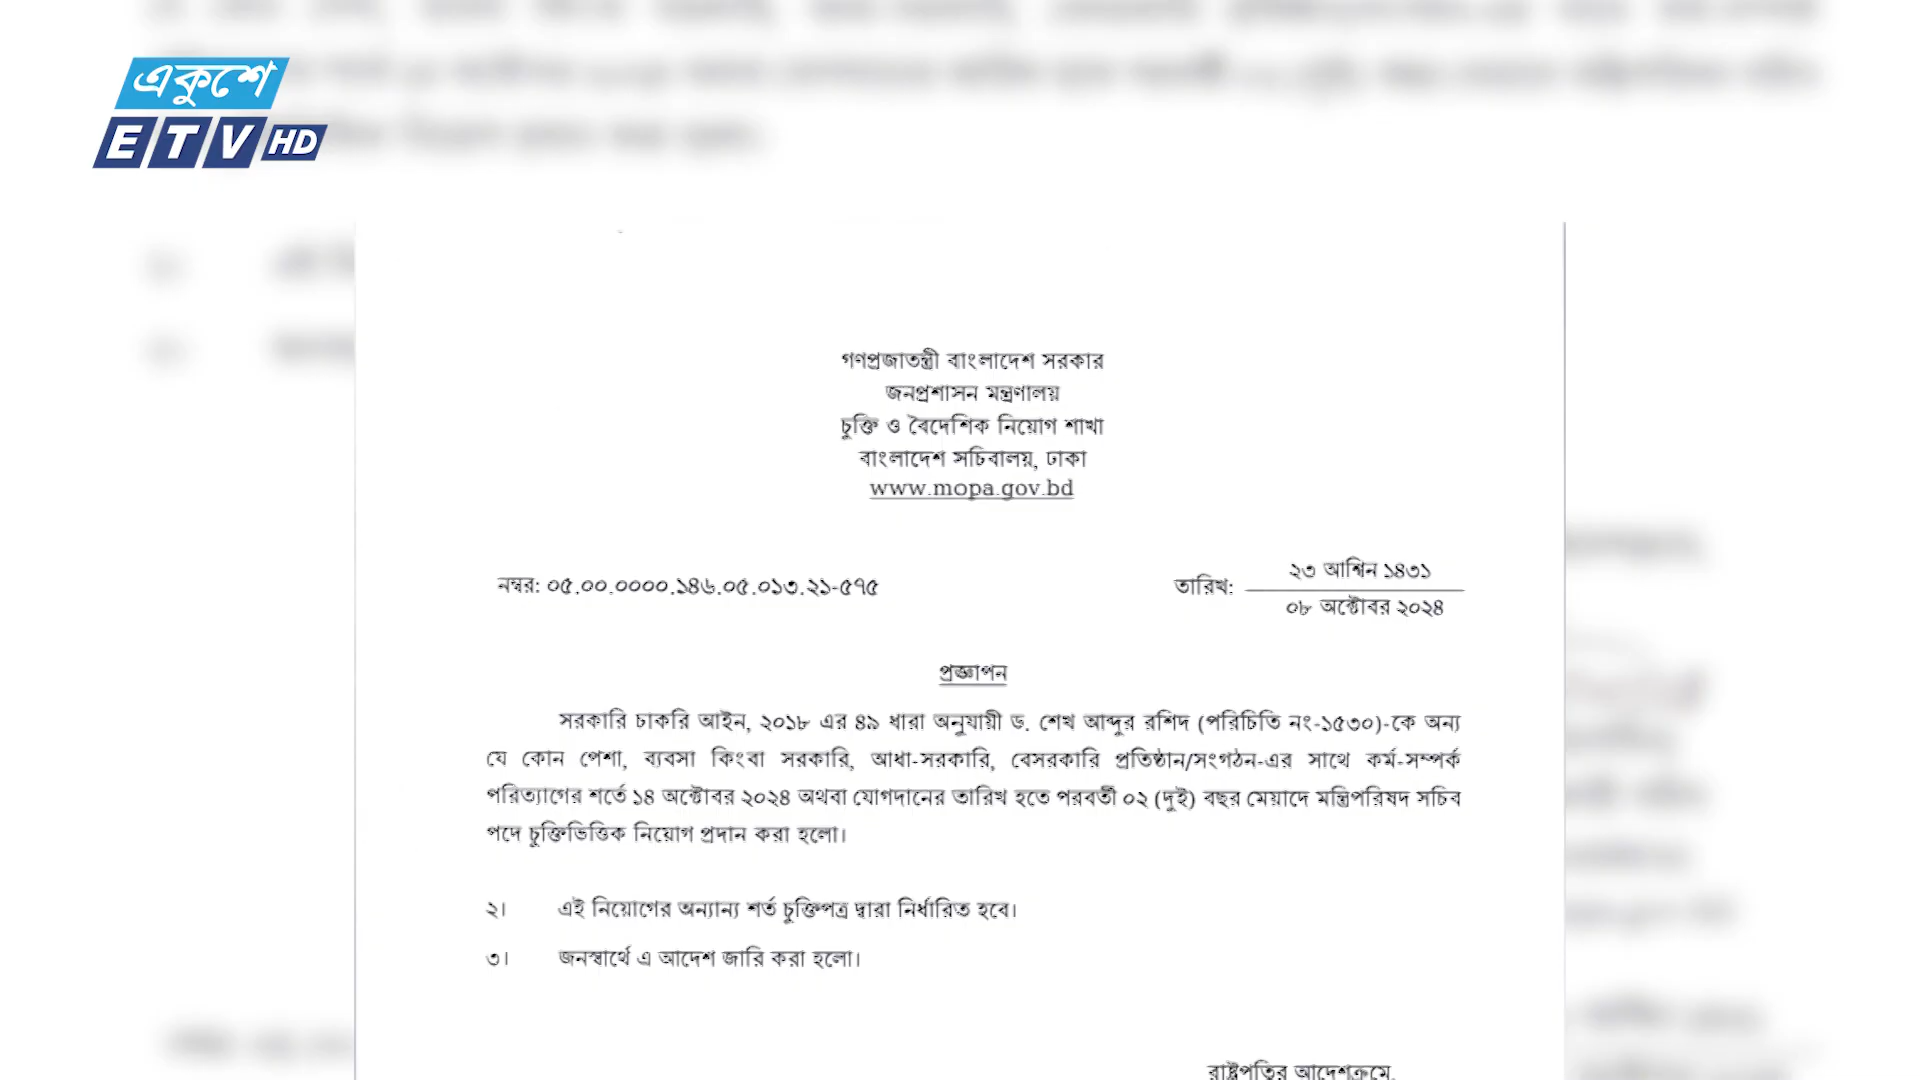 একুশে
ETV HD
গণপ্রজাতন্ত্রী বাংলাদেশ সরকার
জনপ্রশাসন মন্ত্রণালয়
চুক্তি ও বৈদেশিক নিয়োগ শাখা
বাংলাদেশ সচিবালয়, ঢাকা
www.mopa.gov.bd
নম্বর: ০৫.০০.০০০০.১৪৬.০৫.০১৩.২১-৫৭৫
তারিখ: ২৩ আশ্বিন ১৪৩১
০৮ অক্টোবর ২০২৪
প্রজ্ঞাপন
সরকারি চাকরি আইন, ২০১৮ এর ৪৯ ধারা অনুযায়ী ড. শেখ আব্দুর রশিদ (পরিচিতি নং-১৫৩০)-কে অন্য
যে কোন পেশা, ব্যবসা কিংবা সরকারি, আধা-সরকারি, বেসরকারি প্রতিষ্ঠান/সংগঠন-এর সাথে কর্ম-সম্পর্ক
পরিত্যাগের শর্তে ১৪ অক্টোবর ২০২৪ অথবা যোগদানের তারিখ হতে পরবর্তী ০২ (দুই) বছর মেয়াদে মন্ত্রিপরিষদ সচিব
পদে চুক্তিভিত্তিক নিয়োগ প্রদান করা হলো।
২। এই নিয়োগের অন্যান্য শর্ত চুক্তিপত্র দ্বারা নির্ধারিত হবে।
৩। জনস্বার্থে এ আদেশ জারি করা হলো।
রাষ্ট্রপতির আদেশক্রমে,